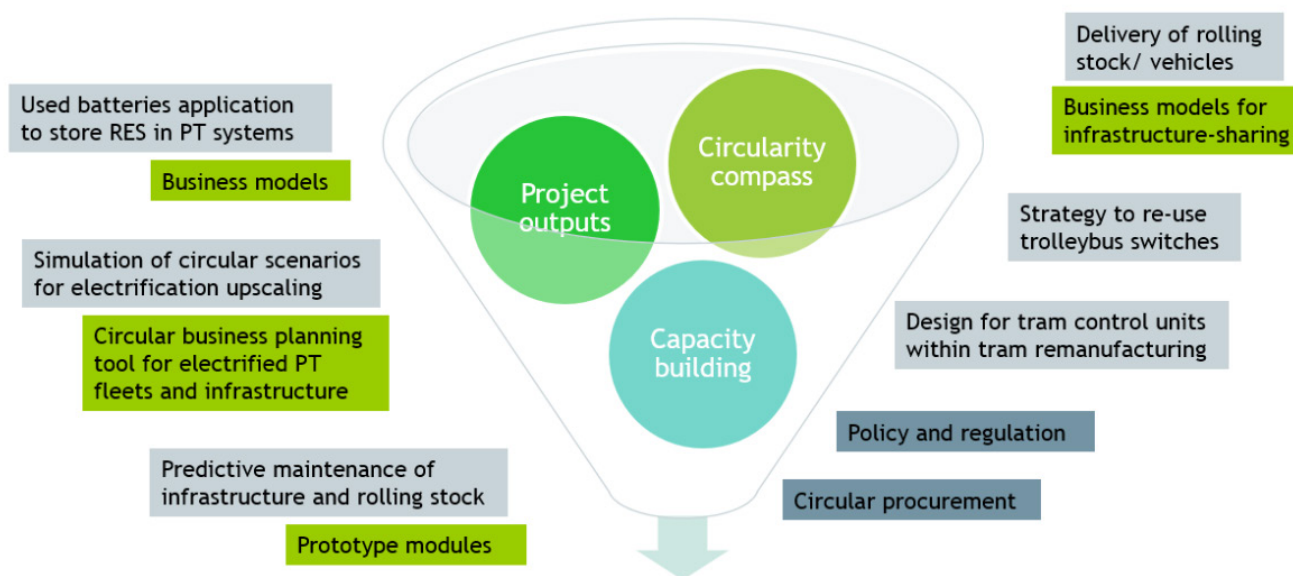 Used batteries application
to store RES in PT systems
Business models
Simulation of circular scenarios
for electrification upscaling
Circular business planning
tool for electrified PT
fleets and infrastructure
Predictive maintenance of
infrastructure and rolling stock
Prototype modules
Project
outputs
Circularity
compass
Capacity
building
Delivery of rolling
stock/ vehicles
Business models for
infrastructure-sharing
Strategy to re-use
trolleybus switches
Design for tram control units
within tram remanufacturing
Policy and regulation
Circular procurement